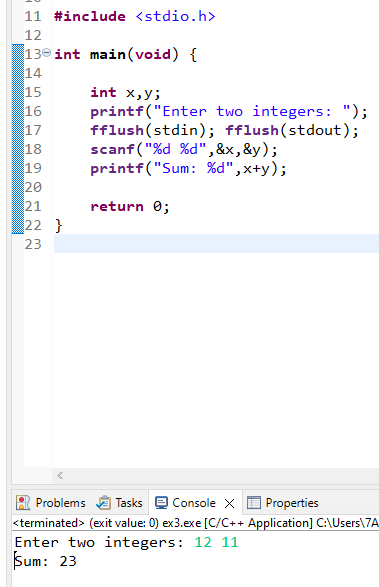 11 #include <stdio.h>
12
13 int main(void) {
14
15     int x,y;
16     printf("Enter two integers: ");
17     fflush(stdin); fflush(stdout);
18     scanf("%d %d",&x,&y);
19     printf("Sum: %d",x+y);
20
21     return 0;
22 }
23
Problems Tasks Console Properties
<terminated> (exit value: 0) ex3.exe [C/C++ Application] C:\Users\7A
Enter two integers: 12 11
Sum: 23